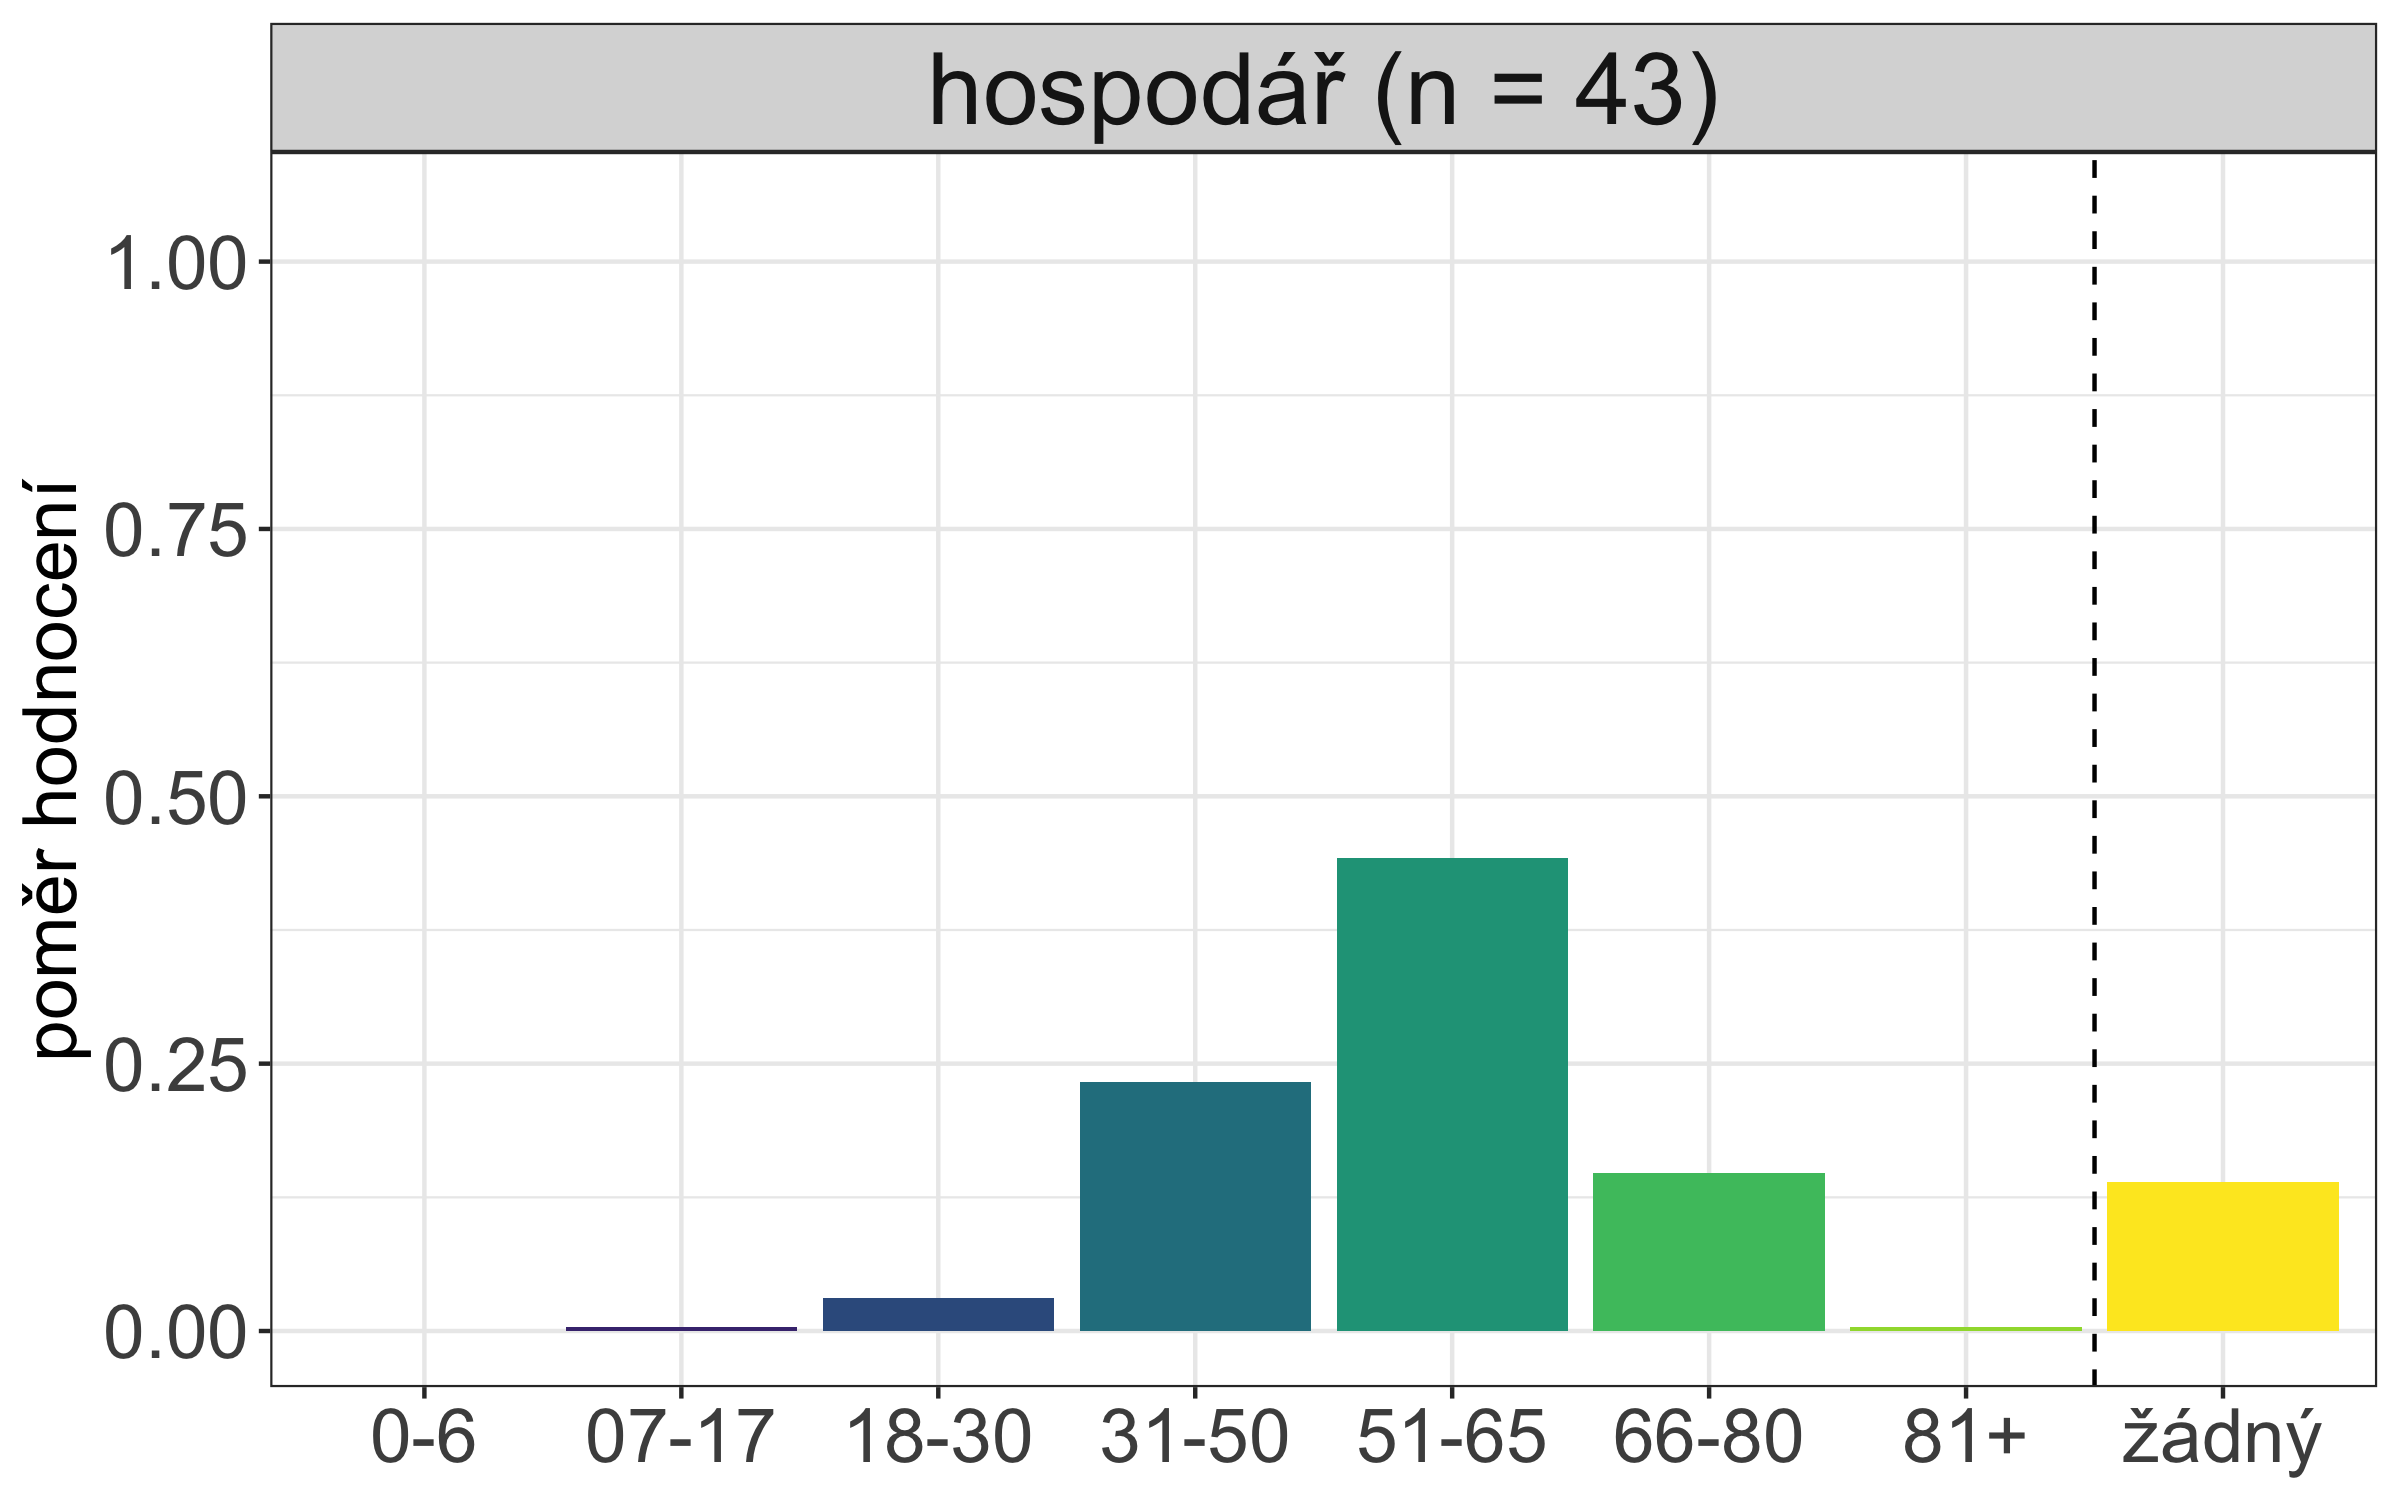 hospodář (n = 43)
poměr hodnocení
1.00
0.75
0.50
0.25
0.00
0-6 07-17 18-30 31-50 51-65 66-80 81+ žádný